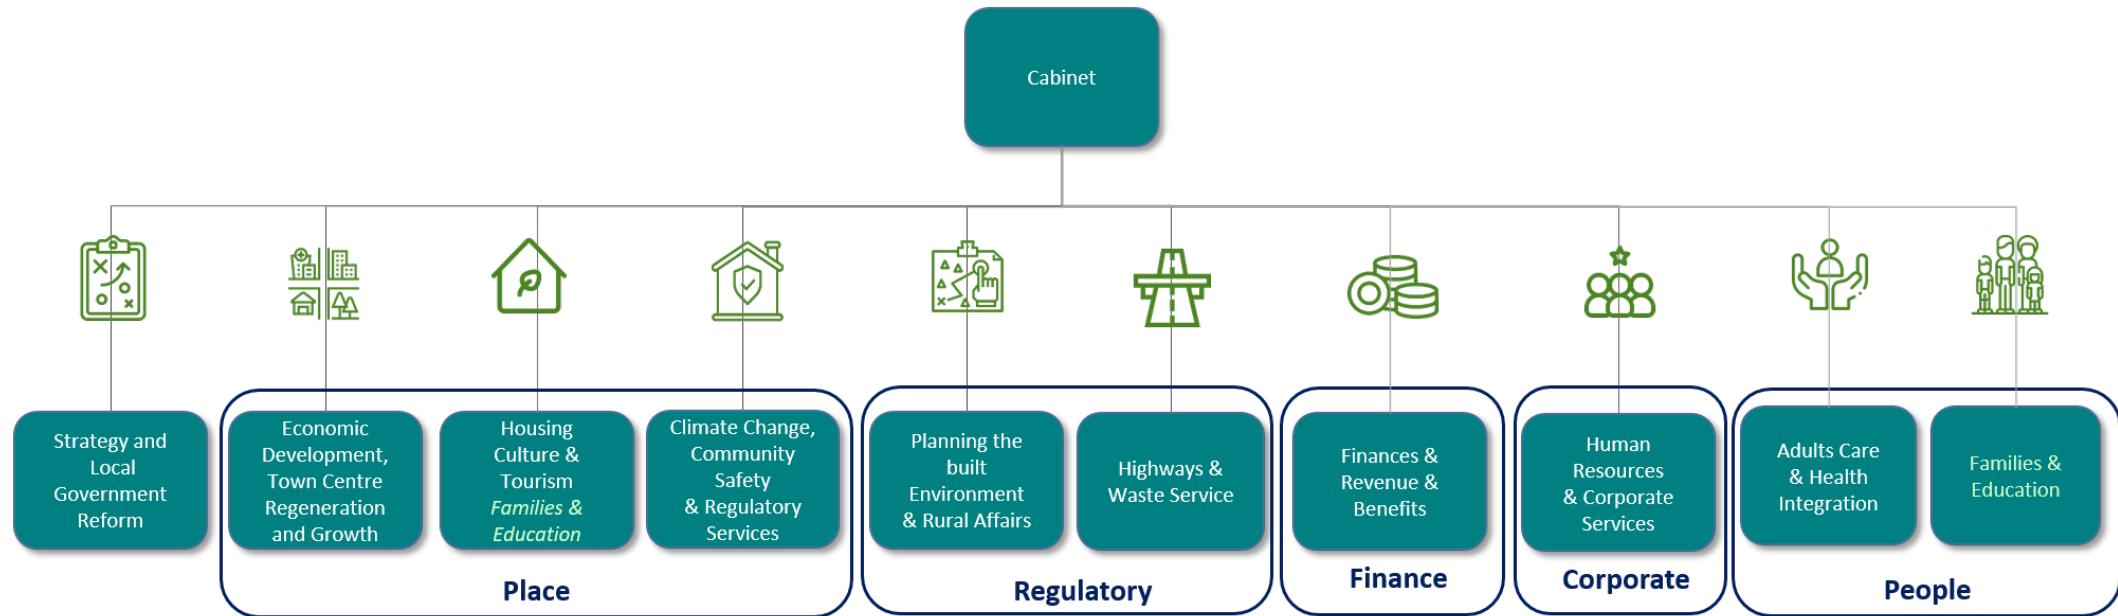 Cabinet
Strategy and
Local
Government
Reform
Economic
Development,
Town Centre
Regeneration
and Growth
Housing
Culture &
Tourism
Families &
Education
Climate Change,
Community
Safety
& Regulatory
Services
Place
Planning the
built
Environment
& Rural Affairs
Highways &
Waste Service
Regulatory
Finances &
Revenue &
Benefits
Finance
Human
Resources
& Corporate
Services
Corporate
Adults Care
& Health
Integration
Families &
Education
People